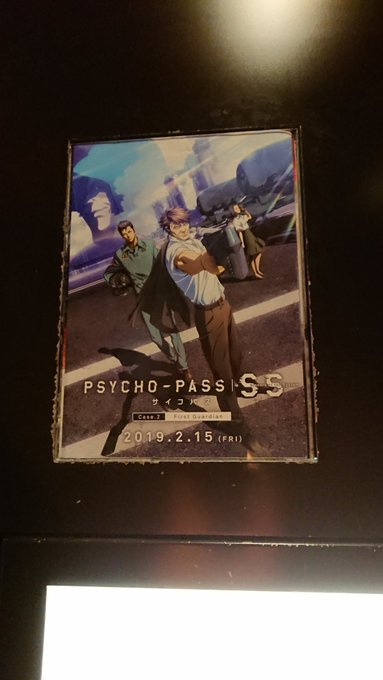 PSYCHO-PASS SS
サイコパス
Case.2 First Guardian
2019.2.15 (FRI)